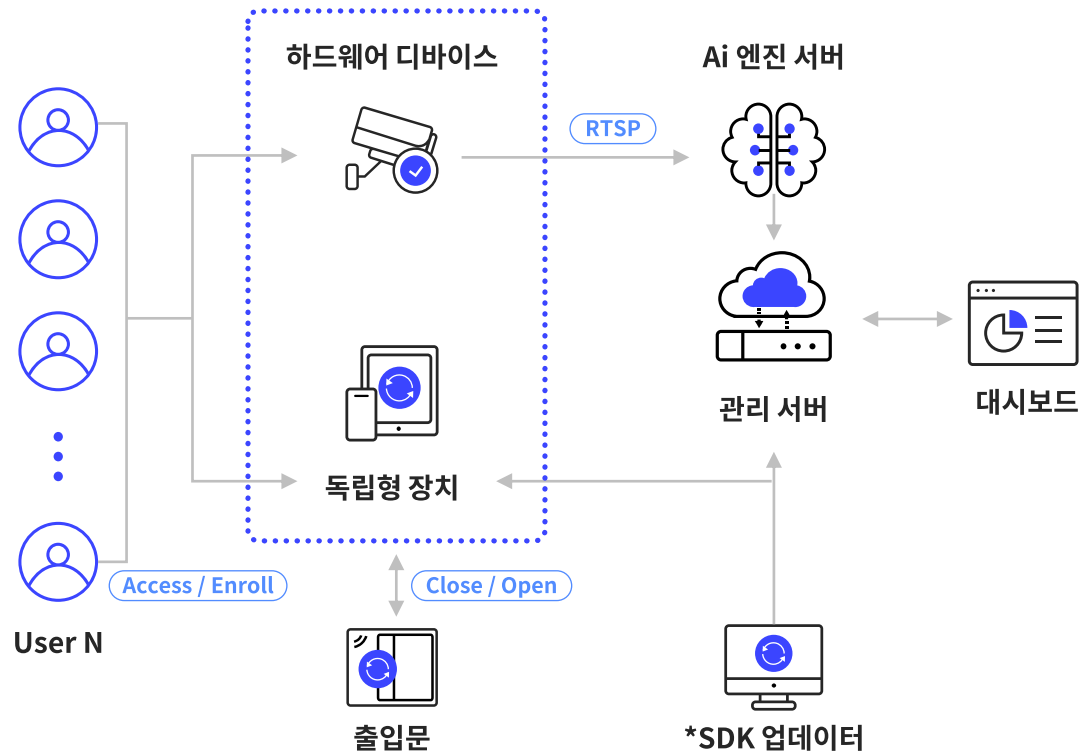 하드웨어 디바이스
Ai 엔진 서버
RTSP
관리 서버
대시보드
독립형 장치
Access / Enroll
Close / Open
User N
출입문
*SDK 업데이터